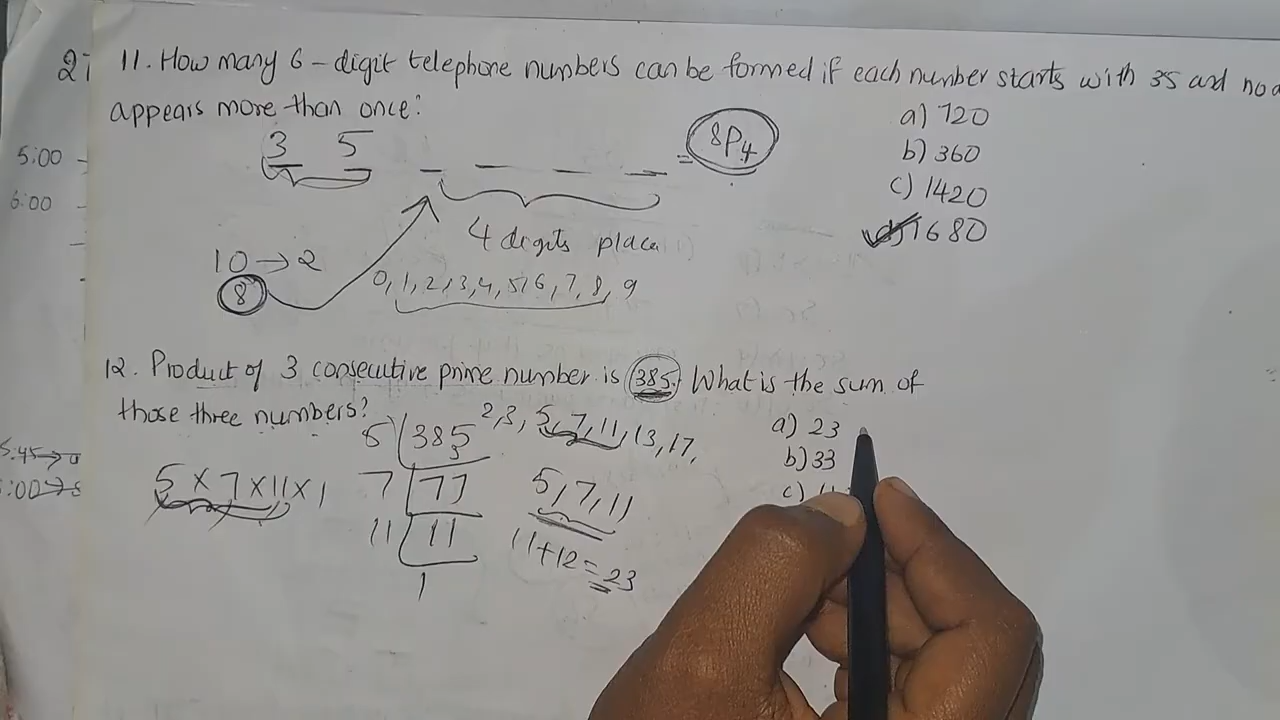 27 11. How many 6-digit telephone numbers can be formed if each number starts with 35 and no
appears more than once?
a) 720
b) 360
c) 1420
d) 1680
3 5 _ _ _ _ = 8P4
4 digits place
10 → 2
8
0, 1, 2, 3, 4, 5, 6, 7, 8, 9
5:00
6:00
12. Product of 3 consecutive prime number is 385. What is the sum of
those three numbers?
2, 3, 5, 7, 11, 13, 17,
a) 23
b) 33
c)
5 385
7 77
11 11
1
5 × 7 × 11 × 1
5, 7, 11
11 + 12 = 23
5.45 →
:00 →